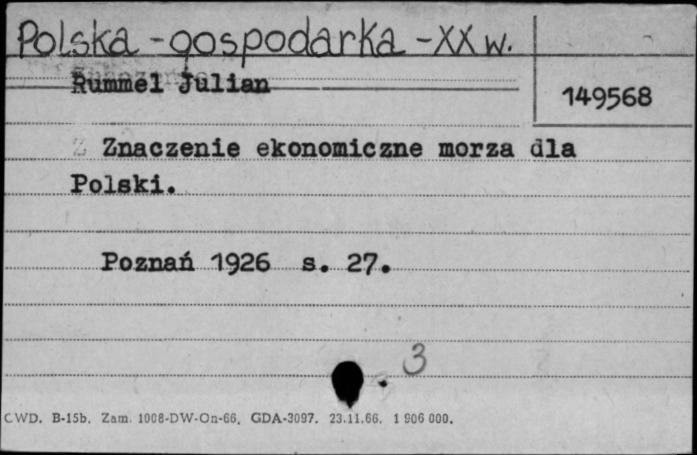 Polska - gospodarka - XX w.
Rummel Julian
149568
Znaczenie ekonomiczne morza dla
Polski.
Poznań 1926 s. 27.
3
CWD. B-15b. Zam. 1008-DW-On-66. GDA-3097. 23.11.66. 1 906 000.